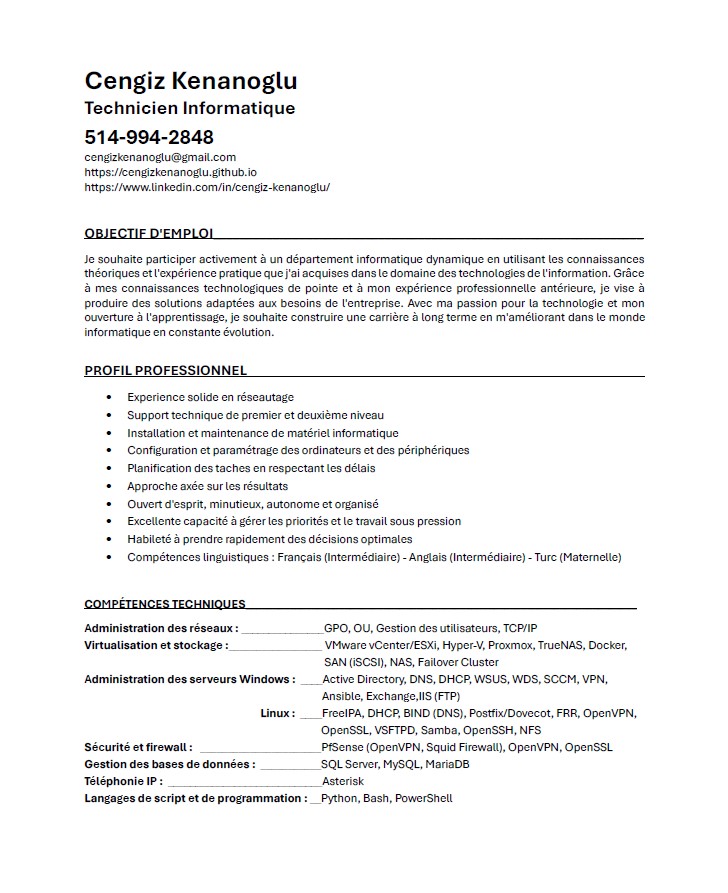 Cengiz Kenanoglu
Technicien Informatique
514-994-2848
cengizkenanoglu@gmail.com
https://cengizkenanoglu.github.io
https://www.linkedin.com/in/cengiz-kenanoglu/
OBJECTIF D'EMPLOI
Je souhaite participer activement à un département informatique dynamique en utilisant les connaissances
théoriques et l'expérience pratique que j'ai acquises dans le domaine des technologies de l'information. Grâce
à mes connaissances technologiques de pointe et à mon expérience professionnelle antérieure, je vise à
produire des solutions adaptées aux besoins de l'entreprise. Avec ma passion pour la technologie et mon
ouverture à l'apprentissage, je souhaite construire une carrière à long terme en m'améliorant dans le monde
informatique en constante évolution.
PROFIL PROFESSIONNEL
• Experience solide en réseautage
• Support technique de premier et deuxième niveau
• Installation et maintenance de matériel informatique
• Configuration et paramétrage des ordinateurs et des périphériques
• Planification des taches en respectant les délais
• Approche axée sur les résultats
• Ouvert d'esprit, minutieux, autonome et organisé
• Excellente capacité à gérer les priorités et le travail sous pression
• Habileté à prendre rapidement des décisions optimales
• Compétences linguistiques : Français (Intermédiaire) - Anglais (Intermédiaire) - Turc (Maternelle)
COMPÉTENCES TECHNIQUES
Administration des réseaux : ______________GPO, OU, Gestion des utilisateurs, TCP/IP
Virtualisation et stockage :________________ VMware vCenter/ESXi, Hyper-V, Proxmox, TrueNAS, Docker,
SAN (iSCSI), NAS, Failover Cluster
Administration des serveurs Windows : ____Active Directory, DNS, DHCP, WSUS, WDS, SCCM, VPN,
Ansible, Exchange,IIS (FTP)
Linux : ____FreeIPA, DHCP, BIND (DNS), Postfix/Dovecot, FRR, OpenVPN,
OpenSSL, VSFTPD, Samba, OpenSSH, NFS
Sécurité et firewall : _____________________PfSense (OpenVPN, Squid Firewall), OpenVPN, OpenSSL
Gestion des bases de données : __________SQL Server, MySQL, MariaDB
Téléphonie IP : __________________________Asterisk
Langages de script et de programmation : __Python, Bash, PowerShell